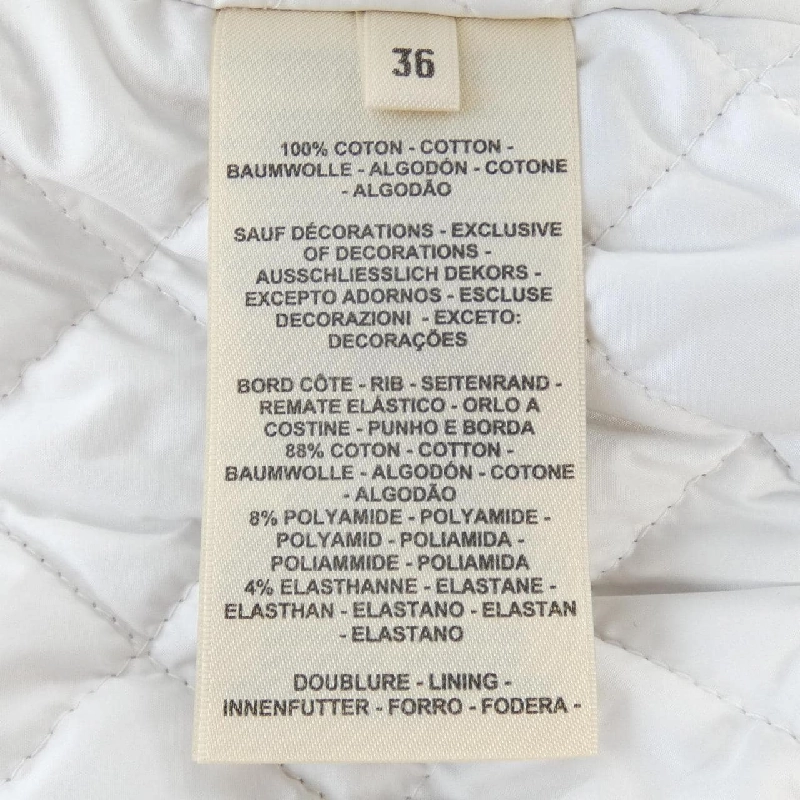 36
100% COTON - COTTON -
BAUMWOLLE - ALGODÓN - COTONE
- ALGODÃO
SAUF DÉCORATIONS - EXCLUSIVE
OF DECORATIONS -
AUSSCHLIESSLICH DEKORS -
EXCEPTO ADORNOS - ESCLUSE
DECORAZIONI - EXCETO:
DECORAÇÕES
BORD CÔTE - RIB - SEITENRAND -
REMATE ELÁSTICO - ORLO A
COSTINE - PUNHO E BORDA
88% COTON - COTTON -
BAUMWOLLE - ALGODÓN - COTONE
- ALGODÃO
8% POLYAMIDE - POLYAMIDE -
POLYAMID - POLIAMIDA -
POLIAMMIDE - POLIAMIDA
4% ELASTHANNE - ELASTANE -
ELASTHAN - ELASTANO - ELASTAN
- ELASTANO
DOUBLURE - LINING -
INNENFUTTER - FORRO - FODERA -